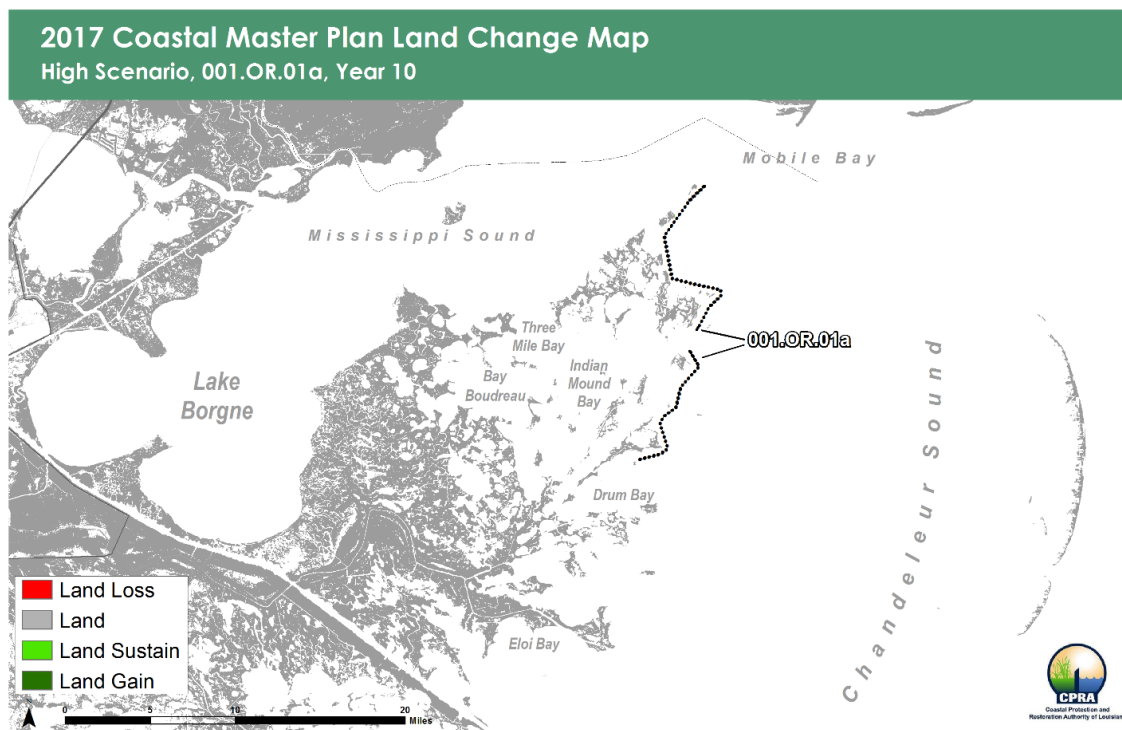 2017 Coastal Master Plan Land Change Map
High Scenario, 001.OR.01a, Year 10
Mobile Bay
Mississippi Sound
Three
Mile Bay
001.OR.01a
Indian
Mound
Bay
Bay
Boudreau
Lake
Borgne
Chandeleur Sound
Drum Bay
Eloi Bay
Land Loss
Land
Land Sustain
Land Gain
0 5 10 20
Miles
CPRA
Coastal Protection and
Restoration Authority of Louisiana